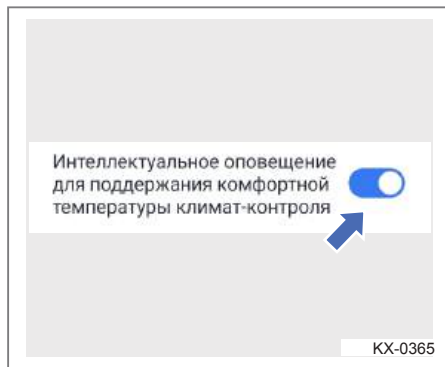 Интеллектуальное оповещение
для поддержания комфортной
температуры климат-контроля
KX-0365